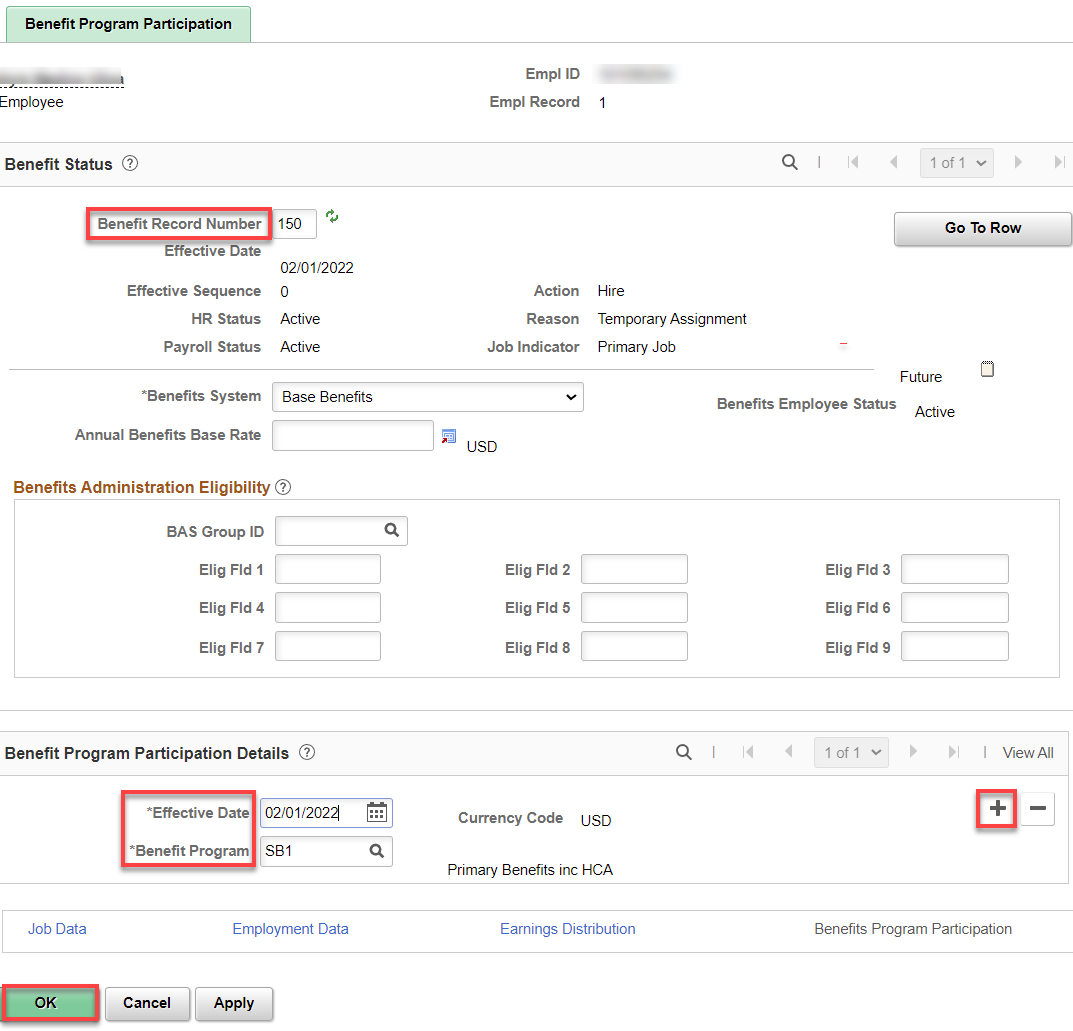 Benefit Program Participation
Empl ID
Employee
Empl Record 1
Benefit Status ? 1 of 1
Benefit Record Number 150
Go To Row
Effective Date
02/01/2022
Effective Sequence 0 Action Hire
HR Status Active Reason Temporary Assignment
Payroll Status Active Job Indicator Primary Job
Future
*Benefits System Base Benefits
Benefits Employee Status Active
Annual Benefits Base Rate USD
Benefits Administration Eligibility ?
BAS Group ID
Elig Fld 1 Elig Fld 2 Elig Fld 3
Elig Fld 4 Elig Fld 5 Elig Fld 6
Elig Fld 7 Elig Fld 8 Elig Fld 9
Benefit Program Participation Details ? 1 of 1 View All
*Effective Date 02/01/2022 Currency Code USD
*Benefit Program SB1
Primary Benefits inc HCA
Job Data Employment Data Earnings Distribution Benefits Program Participation
OK Cancel Apply